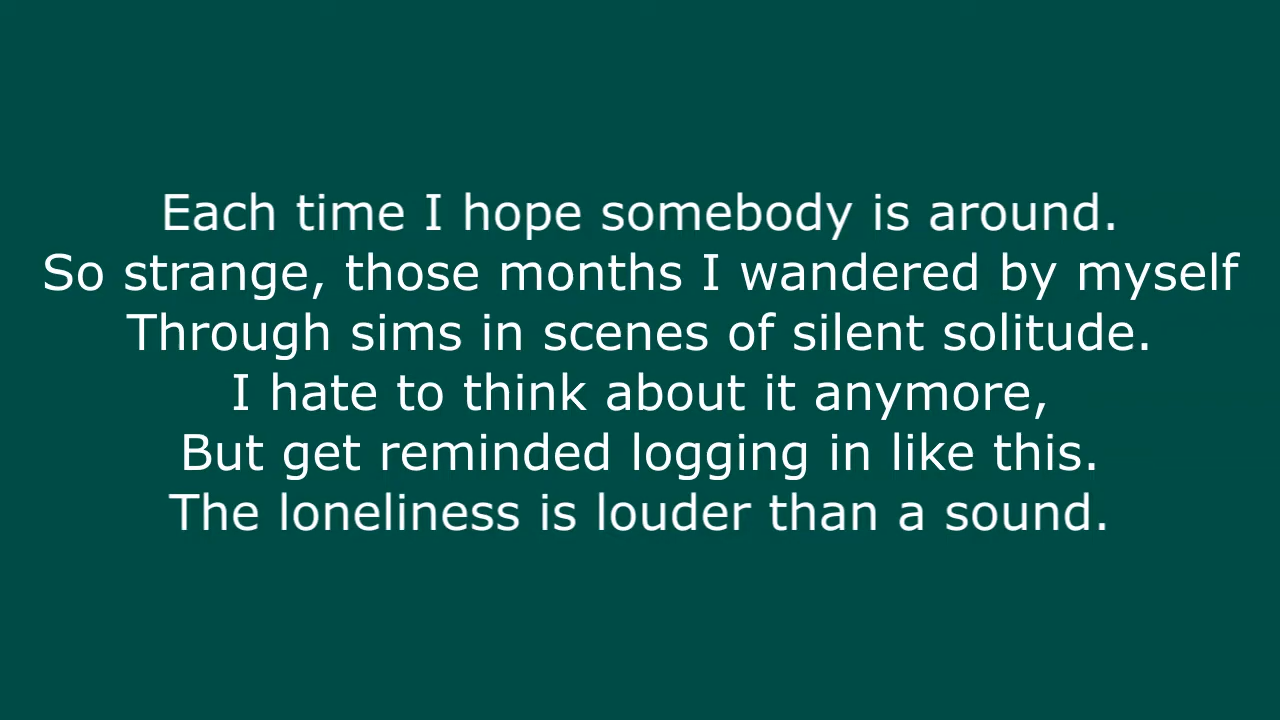 Each time I hope somebody is around.
So strange, those months I wandered by myself
Through sims in scenes of silent solitude.
I hate to think about it anymore,
But get reminded logging in like this.
The loneliness is louder than a sound.